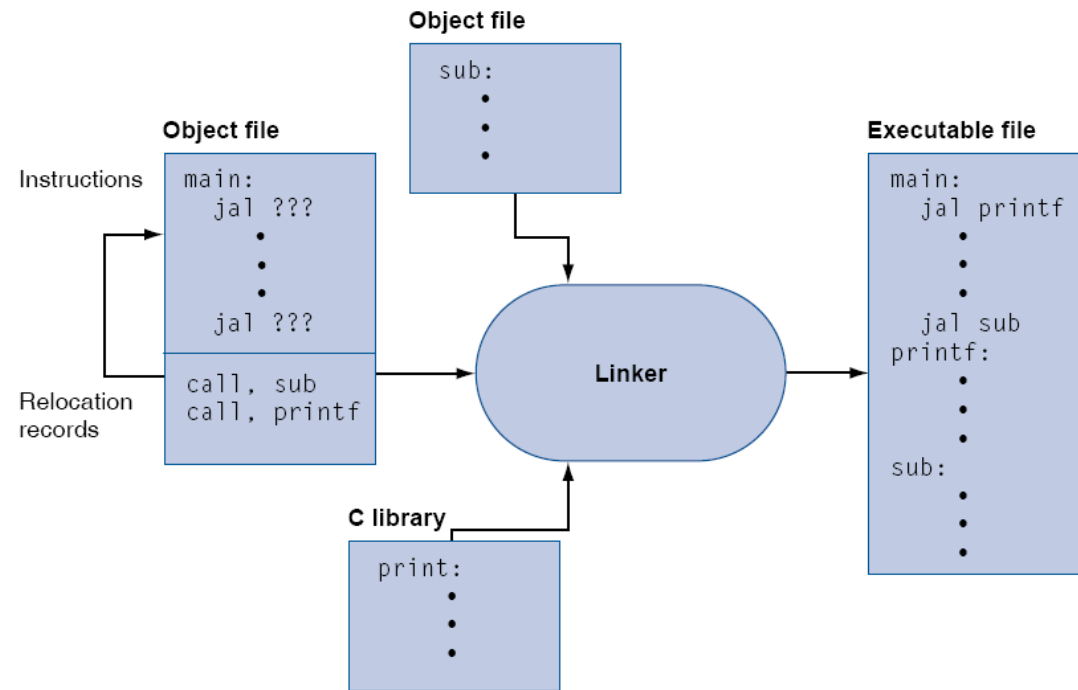 Object file
sub:
•
•
•
Object file
Instructions
main:
jal ???
•
•
•
jal ???
Relocation
records
call, sub
call, printf
Linker
C library
print:
•
•
•
Executable file
main:
jal printf
•
•
•
jal sub
printf:
•
•
•
sub:
•
•
•